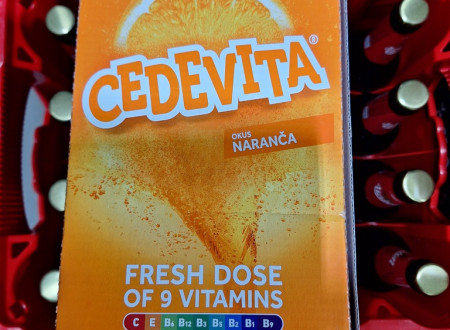 CEDEVITA®
OKUS
NARANČA
FRESH DOSE
OF 9 VITAMINS
C E B6 B12 B3 B5 B2 B1 B9